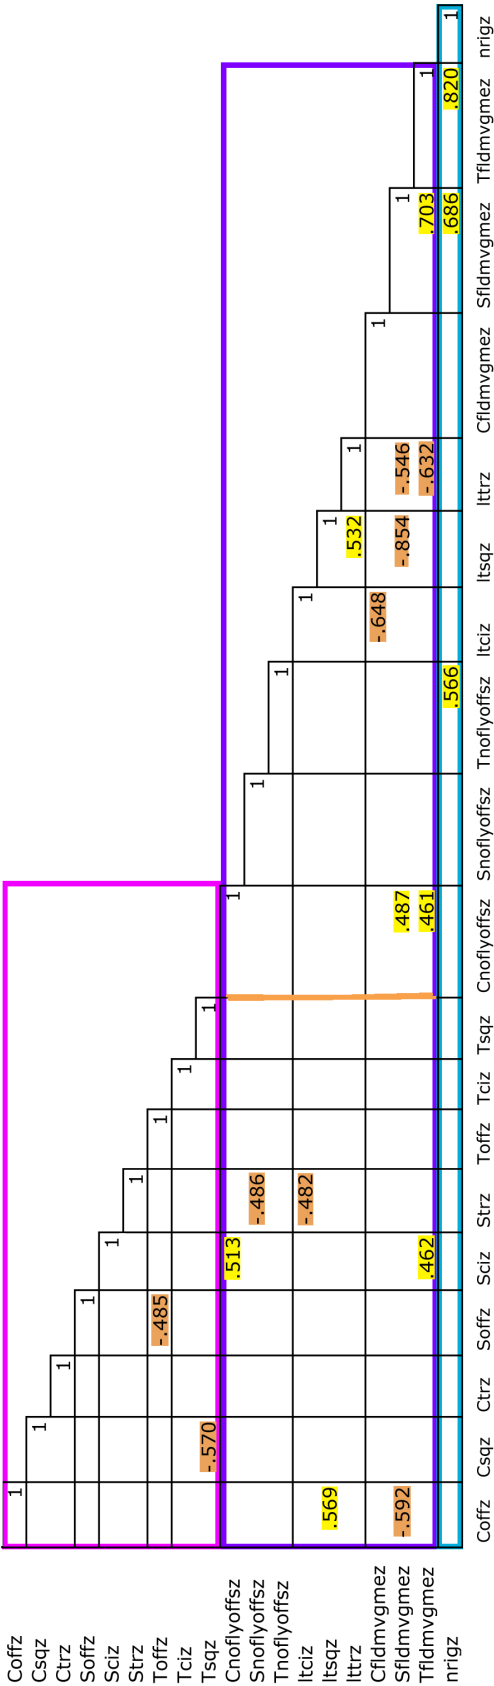 Coffz 1
Csqz 1
Ctrz 1
Soffz 1
Sciz 1
Strz 1
Toffz -.485 1
Tciz 1
Tsqz -.570 1
Cnoflyoffsz .513 1
Snoflyoffsz -.486 1
Tnoflyoffsz 1
Itciz -.482 1
Itsqz .569 1
Ittrz .532 1
Cfldmvgmez -.648 1
Sfldmvgmez -.592 .487 -.854 -.546 1
Tfldmvgmez .462 .461 -.632 .703 1
nrigz .566 .686 .820 1
Coffz Csqz Ctrz Soffz Sciz Strz Toffz Tciz Tsqz Cnoflyoffsz Snoflyoffsz Tnoflyoffsz Itciz Itsqz Ittrz Cfldmvgmez Sfldmvgmez Tfldmvgmez nrigz